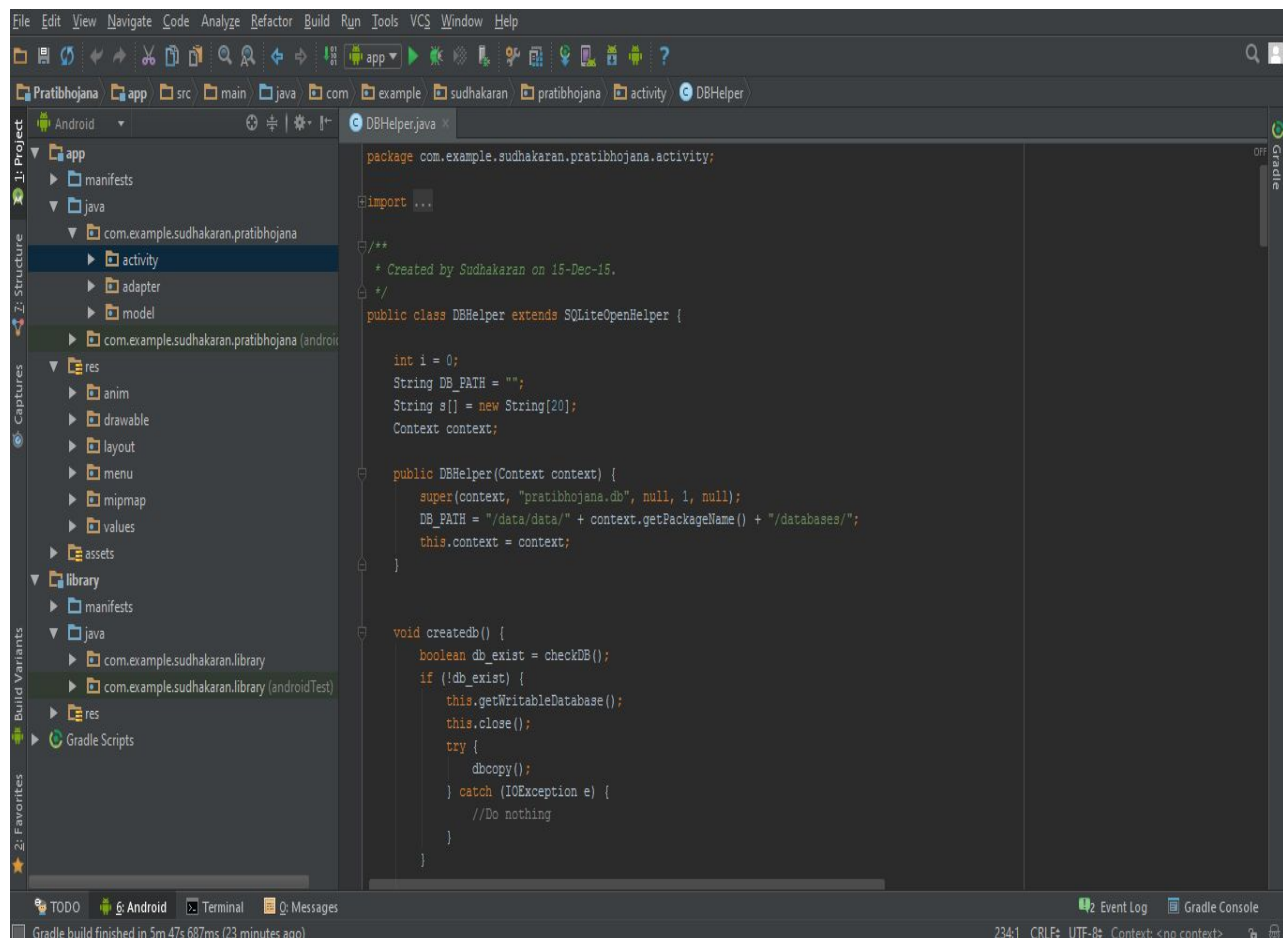 File Edit View Navigate Code Analyze Refactor Build Run Tools VCS Window Help
app
Pratibhojana app src main java com example sudhakaran pratibhojana activity DBHelper
Android
DBHelper.java
1: Project
Z: Structure
Captures
Build Variants
2: Favorites
app
manifests
java
com.example.sudhakaran.pratibhojana
activity
adapter
model
com.example.sudhakaran.pratibhojana (androi
res
anim
drawable
layout
menu
mipmap
values
assets
library
manifests
java
com.example.sudhakaran.library
com.example.sudhakaran.library (androidTest)
res
Gradle Scripts
package com.example.sudhakaran.pratibhojana.activity;
import ...
/**
* Created by Sudhakaran on 15-Dec-15.
*/
public class DBHelper extends SQLiteOpenHelper {
int i = 0;
String DB_PATH = "";
String s[] = new String[20];
Context context;
public DBHelper(Context context) {
super(context, "pratibhojana.db", null, 1, null);
DB_PATH = "/data/data/" + context.getPackageName() + "/databases/";
this.context = context;
}
void createdb() {
boolean db_exist = checkDB();
if (!db_exist) {
this.getWritableDatabase();
this.close();
try {
dbcopy();
} catch (IOException e) {
//Do nothing
}
}
OFF
Gradle
TODO 6: Android Terminal 0: Messages 2 Event Log Gradle Console
Gradle build finished in 5m 47s 687ms (23 minutes ago) 234:1 CRLF UTF-8 Context: <no context>